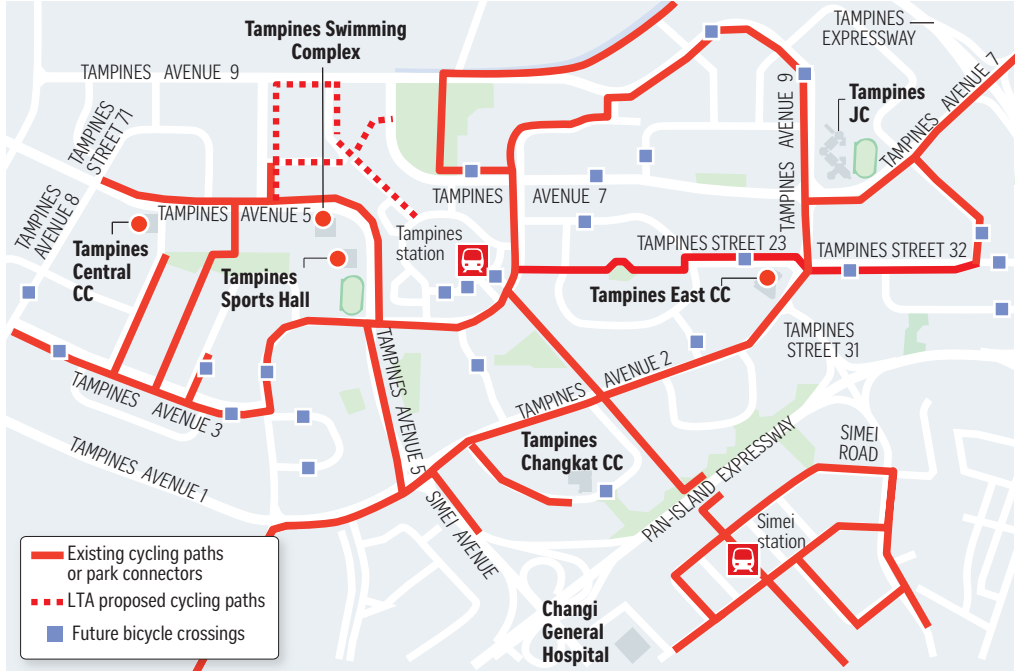 Tampines Swimming
Complex
TAMPINES
EXPRESSWAY
TAMPINES AVENUE 9
TAMPINES
STREET 71
TAMPINES AVENUE 9
Tampines
JC
TAMPINES AVENUE 7
TAMPINES AVENUE 7
TAMPINES
AVENUE 8
TAMPINES AVENUE 5
Tampines
station
TAMPINES STREET 23
TAMPINES STREET 32
Tampines
Central
CC
Tampines
Sports Hall
Tampines East CC
TAMPINES
STREET 31
TAMPINES AVENUE 3
TAMPINES AVENUE 5
TAMPINES AVENUE 2
TAMPINES AVENUE 1
Tampines
Changkat CC
SIMEI
ROAD
PAN-ISLAND EXPRESSWAY
SIMEI AVENUE
Simei
station
Existing cycling paths
or park connectors
LTA proposed cycling paths
Future bicycle crossings
Changi
General
Hospital